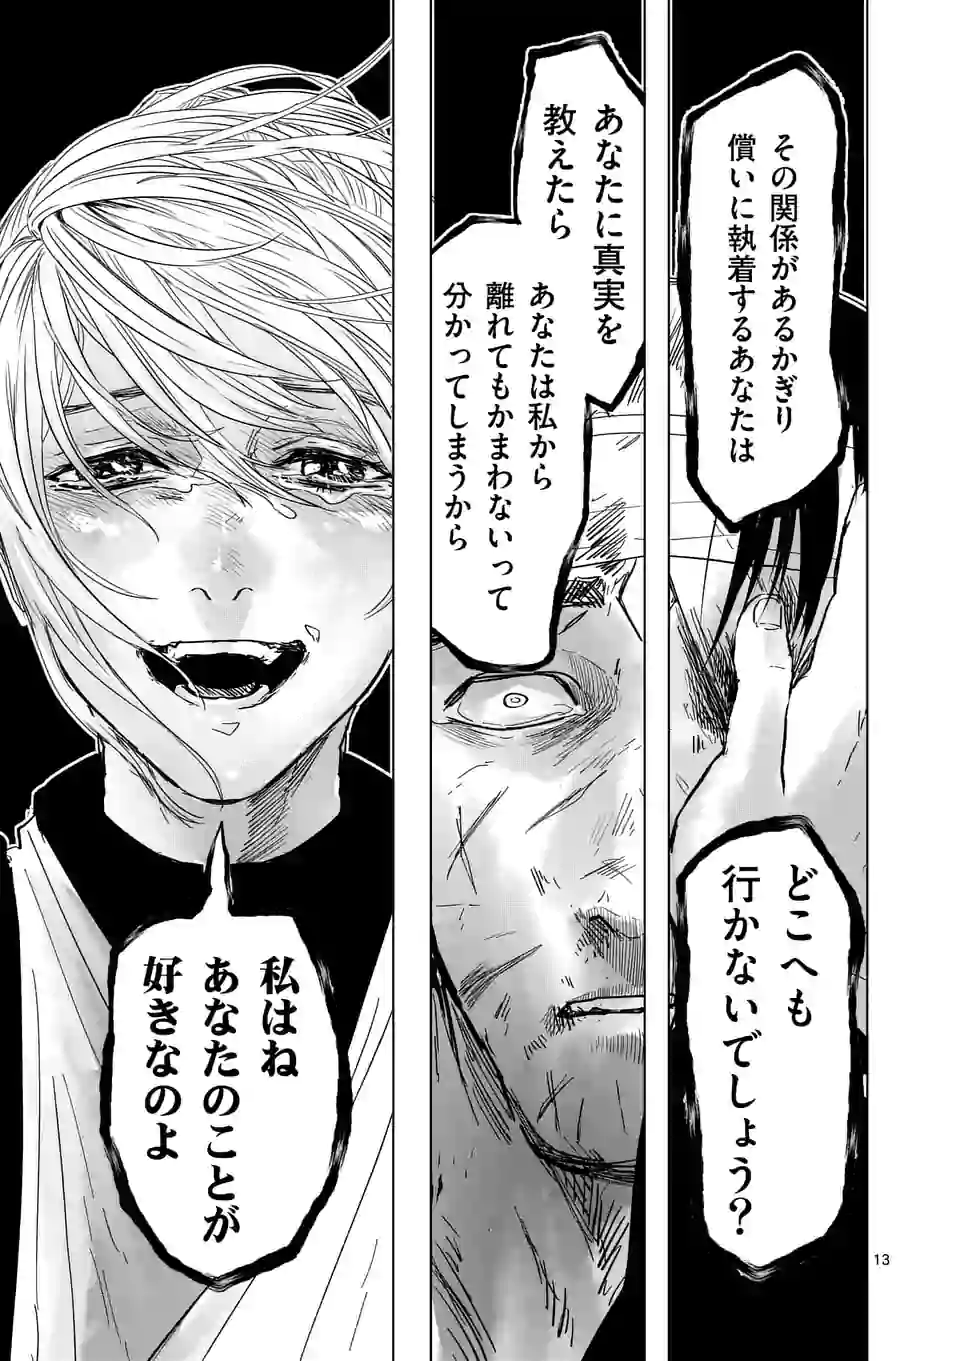 その関係があるかぎり
償いに執着するあなたは
どこへも
行かないでしょう?
あなたに真実を
教えたら
あなたは私から
離れてもかまわないって
分かってしまうから
私はね
あなたのことが
好きなのよ
13